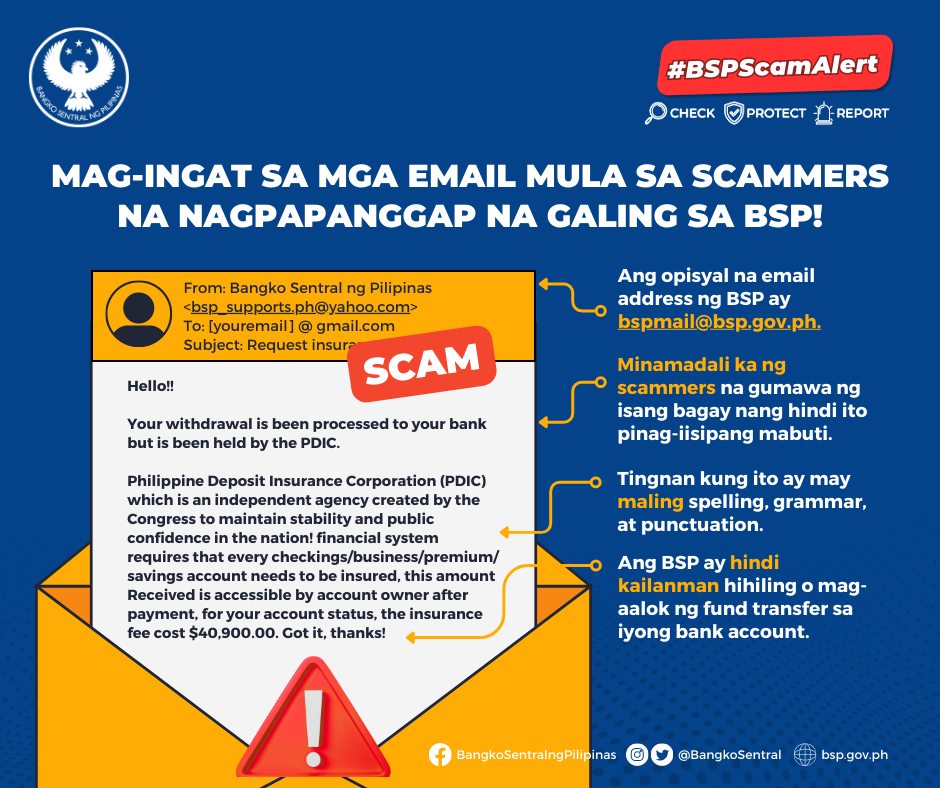 BANGKO SENTRAL NG PILIPINAS
#BSPScamAlert
CHECK PROTECT REPORT
MAG-INGAT SA MGA EMAIL MULA SA SCAMMERS
NA NAGPAPANGGAP NA GALING SA BSP!
From: Bangko Sentral ng Pilipinas
<bsp_supports.ph@yahoo.com>
To: [youremail] @ gmail.com
Subject: Request
SCAM
Hello!!
Your withdrawal is been processed to your bank
but is been held by the PDIC.
Philippine Deposit Insurance Corporation (PDIC)
which is an independent agency created by the
Congress to maintain stability and public
confidence in the nation! financial system
requires that every checkings/business/premium/
savings account needs to be insured, this amount
Received is accessible by account owner after
payment, for your account status, the insurance
fee cost $40,900.00. Got it, thanks!
Ang opisyal na email
address ng BSP ay
bspmail@bsp.gov.ph.
Minamadali ka ng
scammers na gumawa ng
isang bagay nang hindi ito
pinag-iisipang mabuti.
Tingnan kung ito ay may
maling spelling, grammar,
at punctuation.
Ang BSP ay hindi
kailanman hihiling o mag-
aalok ng fund transfer sa
iyong bank account.
BangkoSentralngPilipinas @BangkoSentral bsp.gov.ph